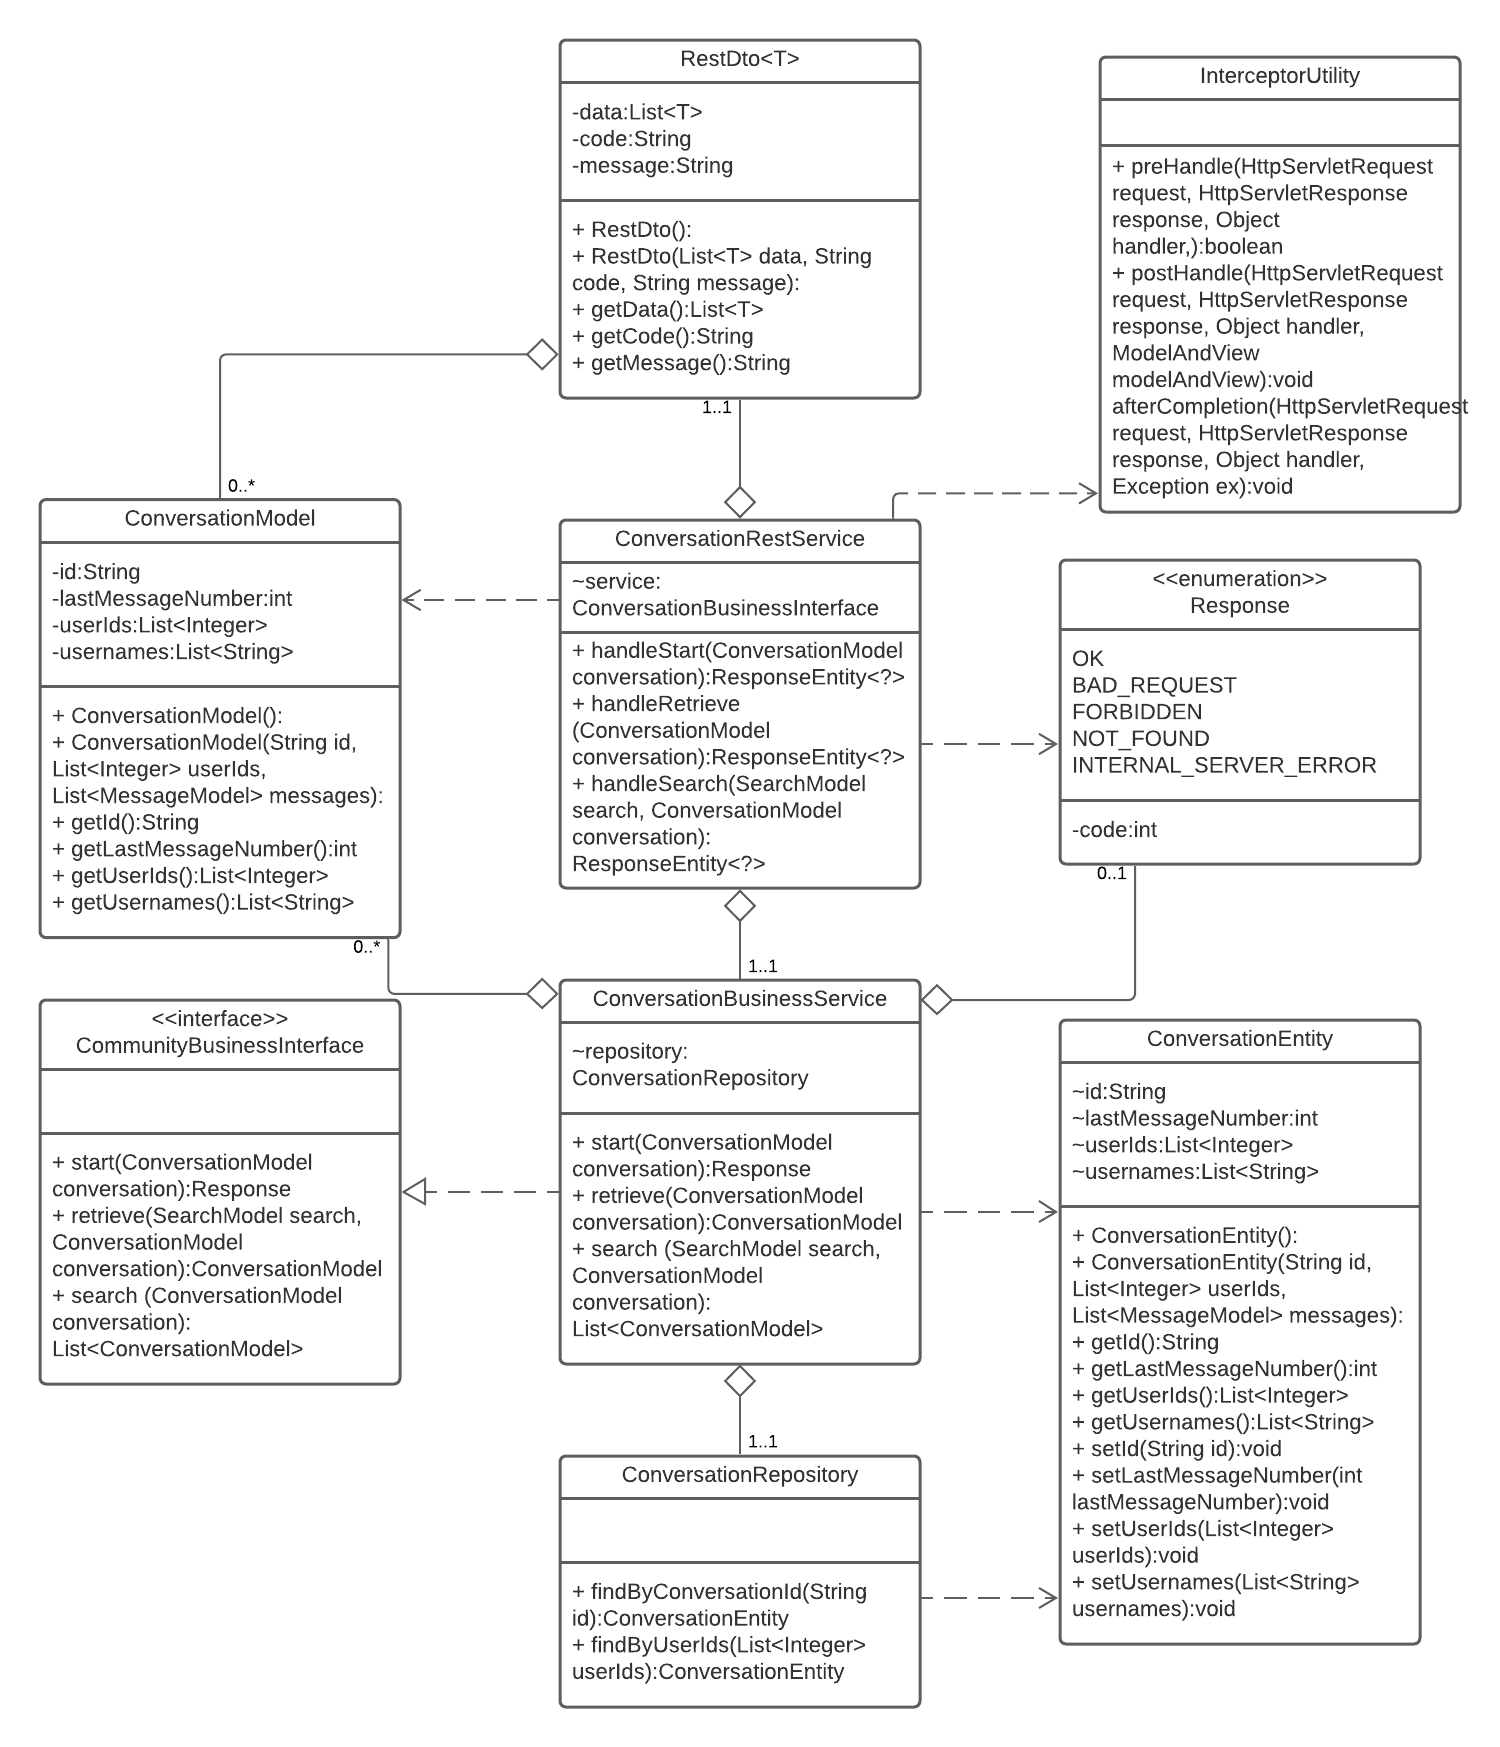 RestDto<T>
-data:List<T>
-code:String
-message:String
+ RestDto():
+ RestDto(List<T> data, String
code, String message):
+ getData():List<T>
+ getCode():String
+ getMessage():String
1..1
InterceptorUtility
+ preHandle(HttpServletRequest
request, HttpServletResponse
response, Object
handler,):boolean
+ postHandle(HttpServletRequest
request, HttpServletResponse
response, Object handler,
ModelAndView
modelAndView):void
afterCompletion(HttpServletRequest
request, HttpServletResponse
response, Object handler,
Exception ex):void
0..*
ConversationModel
-id:String
-lastMessageNumber:int
-userIds:List<Integer>
-usernames:List<String>
+ ConversationModel():
+ ConversationModel(String id,
List<Integer> userIds,
List<MessageModel> messages):
+ getId():String
+ getLastMessageNumber():int
+ getUserIds():List<Integer>
+ getUsernames():List<String>
0..*
ConversationRestService
~service:
ConversationBusinessInterface
+ handleStart(ConversationModel
conversation):ResponseEntity<?>
+ handleRetrieve
(ConversationModel
conversation):ResponseEntity<?>
+ handleSearch(SearchModel
search, ConversationModel
conversation):
ResponseEntity<?>
1..1
<<enumeration>>
Response
OK
BAD_REQUEST
FORBIDDEN
NOT_FOUND
INTERNAL_SERVER_ERROR
-code:int
0..1
<<interface>>
CommunityBusinessInterface
+ start(ConversationModel
conversation):Response
+ retrieve(SearchModel search,
ConversationModel
conversation):ConversationModel
+ search (ConversationModel
conversation):
List<ConversationModel>
ConversationBusinessService
~repository:
ConversationRepository
+ start(ConversationModel
conversation):Response
+ retrieve(ConversationModel
conversation):ConversationModel
+ search (SearchModel search,
ConversationModel
conversation):
List<ConversationModel>
1..1
ConversationEntity
~id:String
~lastMessageNumber:int
~userIds:List<Integer>
~usernames:List<String>
+ ConversationEntity():
+ ConversationEntity(String id,
List<Integer> userIds,
List<MessageModel> messages):
+ getId():String
+ getLastMessageNumber():int
+ getUserIds():List<Integer>
+ getUsernames():List<String>
+ setId(String id):void
+ setLastMessageNumber(int
lastMessageNumber):void
+ setUserIds(List<Integer>
userIds):void
+ setUsernames(List<String>
usernames):void
ConversationRepository
+ findByConversationId(String
id):ConversationEntity
+ findByUserIds(List<Integer>
userIds):ConversationEntity